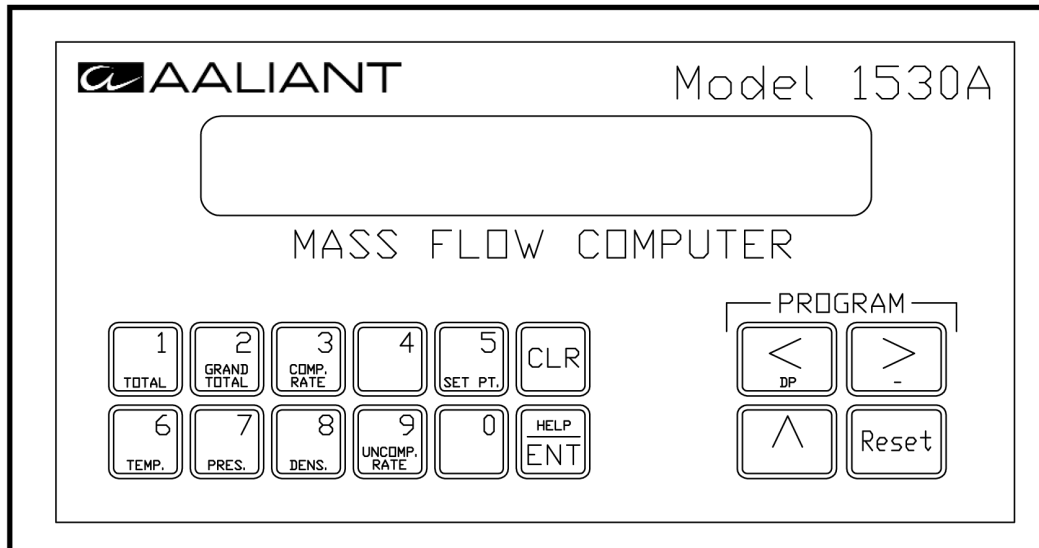 a AALIANT Model 1530A
MASS FLOW COMPUTER
PROGRAM
1 TOTAL
2 GRAND TOTAL
3 COMP. RATE
4
5 SET PT.
CLR
< DP
> -
6 TEMP.
7 PRES.
8 DENS.
9 UNCOMP. RATE
0
HELP
ENT
^
Reset